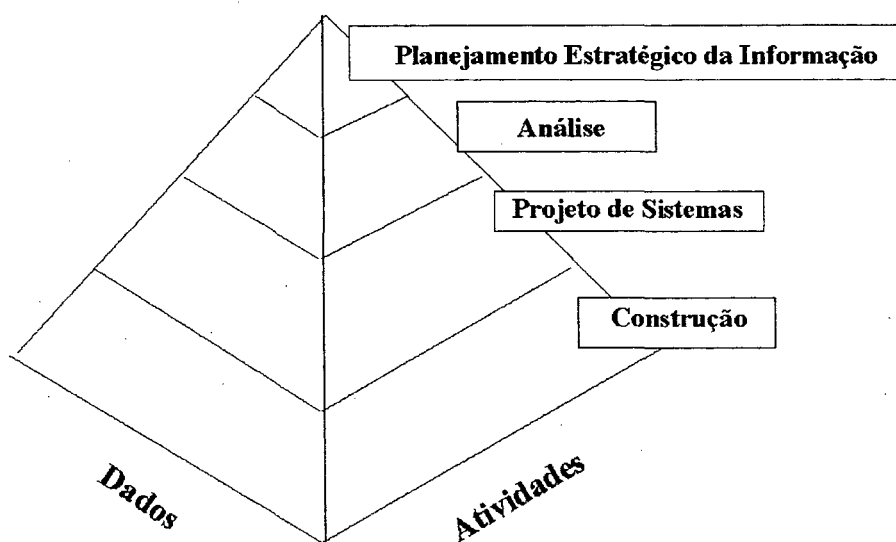 Planejamento Estratégico da Informação
Análise
Projeto de Sistemas
Construção
Dados
Atividades